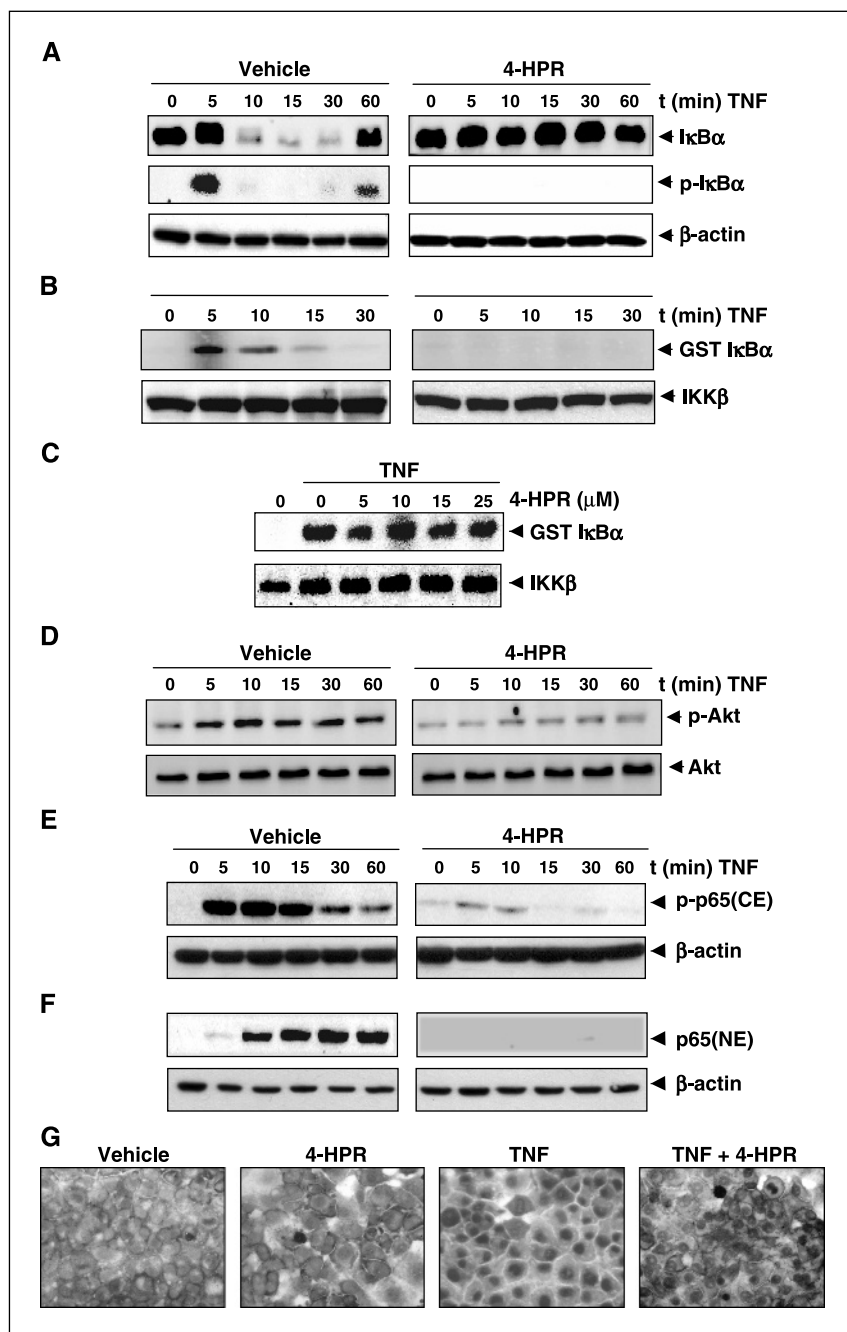 A
Vehicle 4-HPR
0 5 10 15 30 60 0 5 10 15 30 60 t (min) TNF
IκBα
p-IκBα
β-actin
B
0 5 10 15 30 0 5 10 15 30 t (min) TNF
GST IκBα
IKKβ
C
TNF
0 0 5 10 15 25 4-HPR (μM)
GST IκBα
IKKβ
D
Vehicle 4-HPR
0 5 10 15 30 60 0 5 10 15 30 60 t (min) TNF
p-Akt
Akt
E
Vehicle 4-HPR
0 5 10 15 30 60 0 5 10 15 30 60 t (min) TNF
p-p65(CE)
β-actin
F
p65(NE)
β-actin
G
Vehicle 4-HPR TNF TNF + 4-HPR